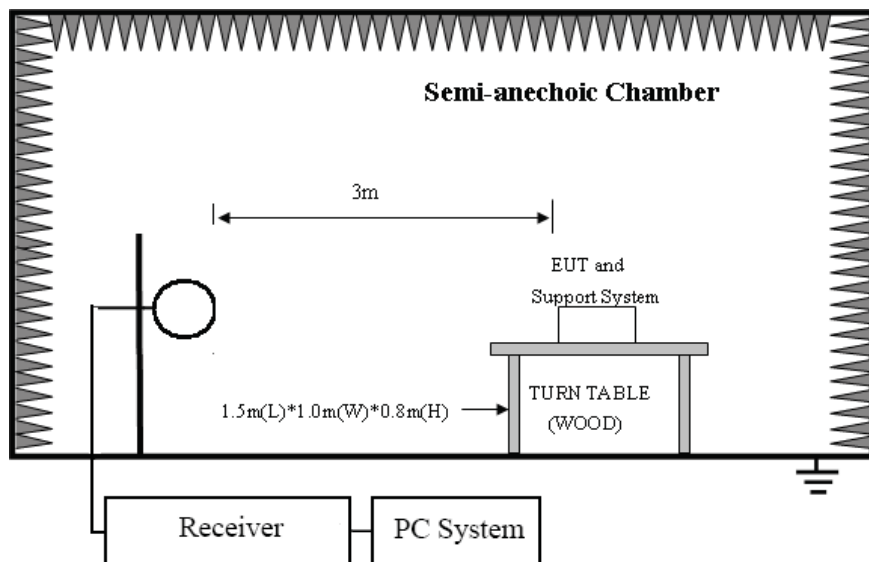 Semi-anechoic Chamber
3m
EUT and
Support System
1.5m(L)*1.0m(W)*0.8m(H)
TURN TABLE
(WOOD)
Receiver
PC System